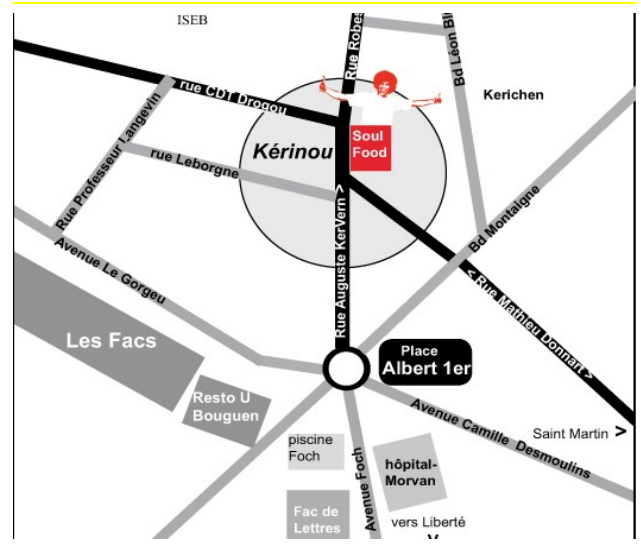 ISEB
Rue Robes
Bd Léon Bl
Kerichen
rue CDT Drogou
Soul
Food
Kérinou
Rue Professeur Langevin
rue Leborgne
Rue Auguste KerVern >
Bd Montaigne
< Rue Mathieu Donnart >
Avenue Le Gorgeu
Les Facs
Place
Albert 1er
Resto U
Bouguen
Avenue Camille Desmoulins
Saint Martin >
piscine
Foch
Avenue Foch
hôpital-
Morvan
Fac de
Lettres
vers Liberté
v